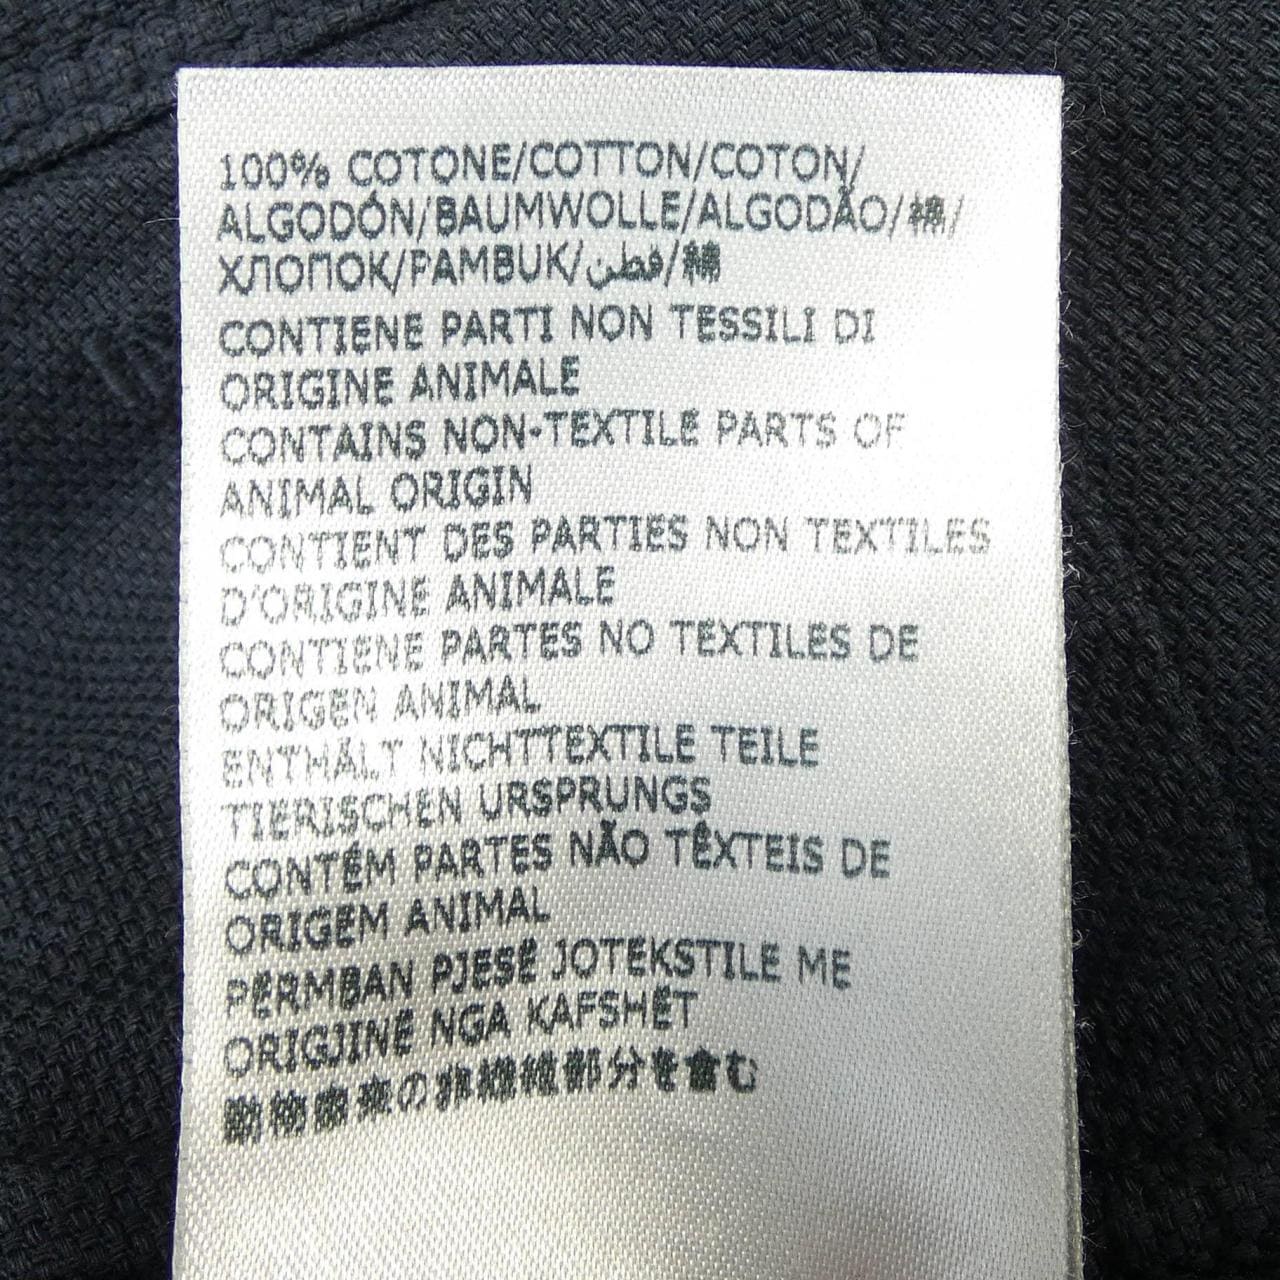 100% COTONE/COTTON/COTON/
ALGODÓN/BAUMWOLLE/ALGODÃO/棉/
ХЛОПОК/PAMBUK/قطن/綿
CONTIENE PARTI NON TESSILI DI
ORIGINE ANIMALE
CONTAINS NON-TEXTILE PARTS OF
ANIMAL ORIGIN
CONTIENT DES PARTIES NON TEXTILES
D'ORIGINE ANIMALE
CONTIENE PARTES NO TEXTILES DE
ORIGEN ANIMAL
ENTHÄLT NICHTTEXTILE TEILE
TIERISCHEN URSPRUNGS
CONTÉM PARTES NÃO TÊXTEIS DE
ORIGEM ANIMAL
PËRMBAN PJESË JOTEKSTILE ME
ORIGJINË NGA KAFSHËT
動物由来の非繊維部分を含む